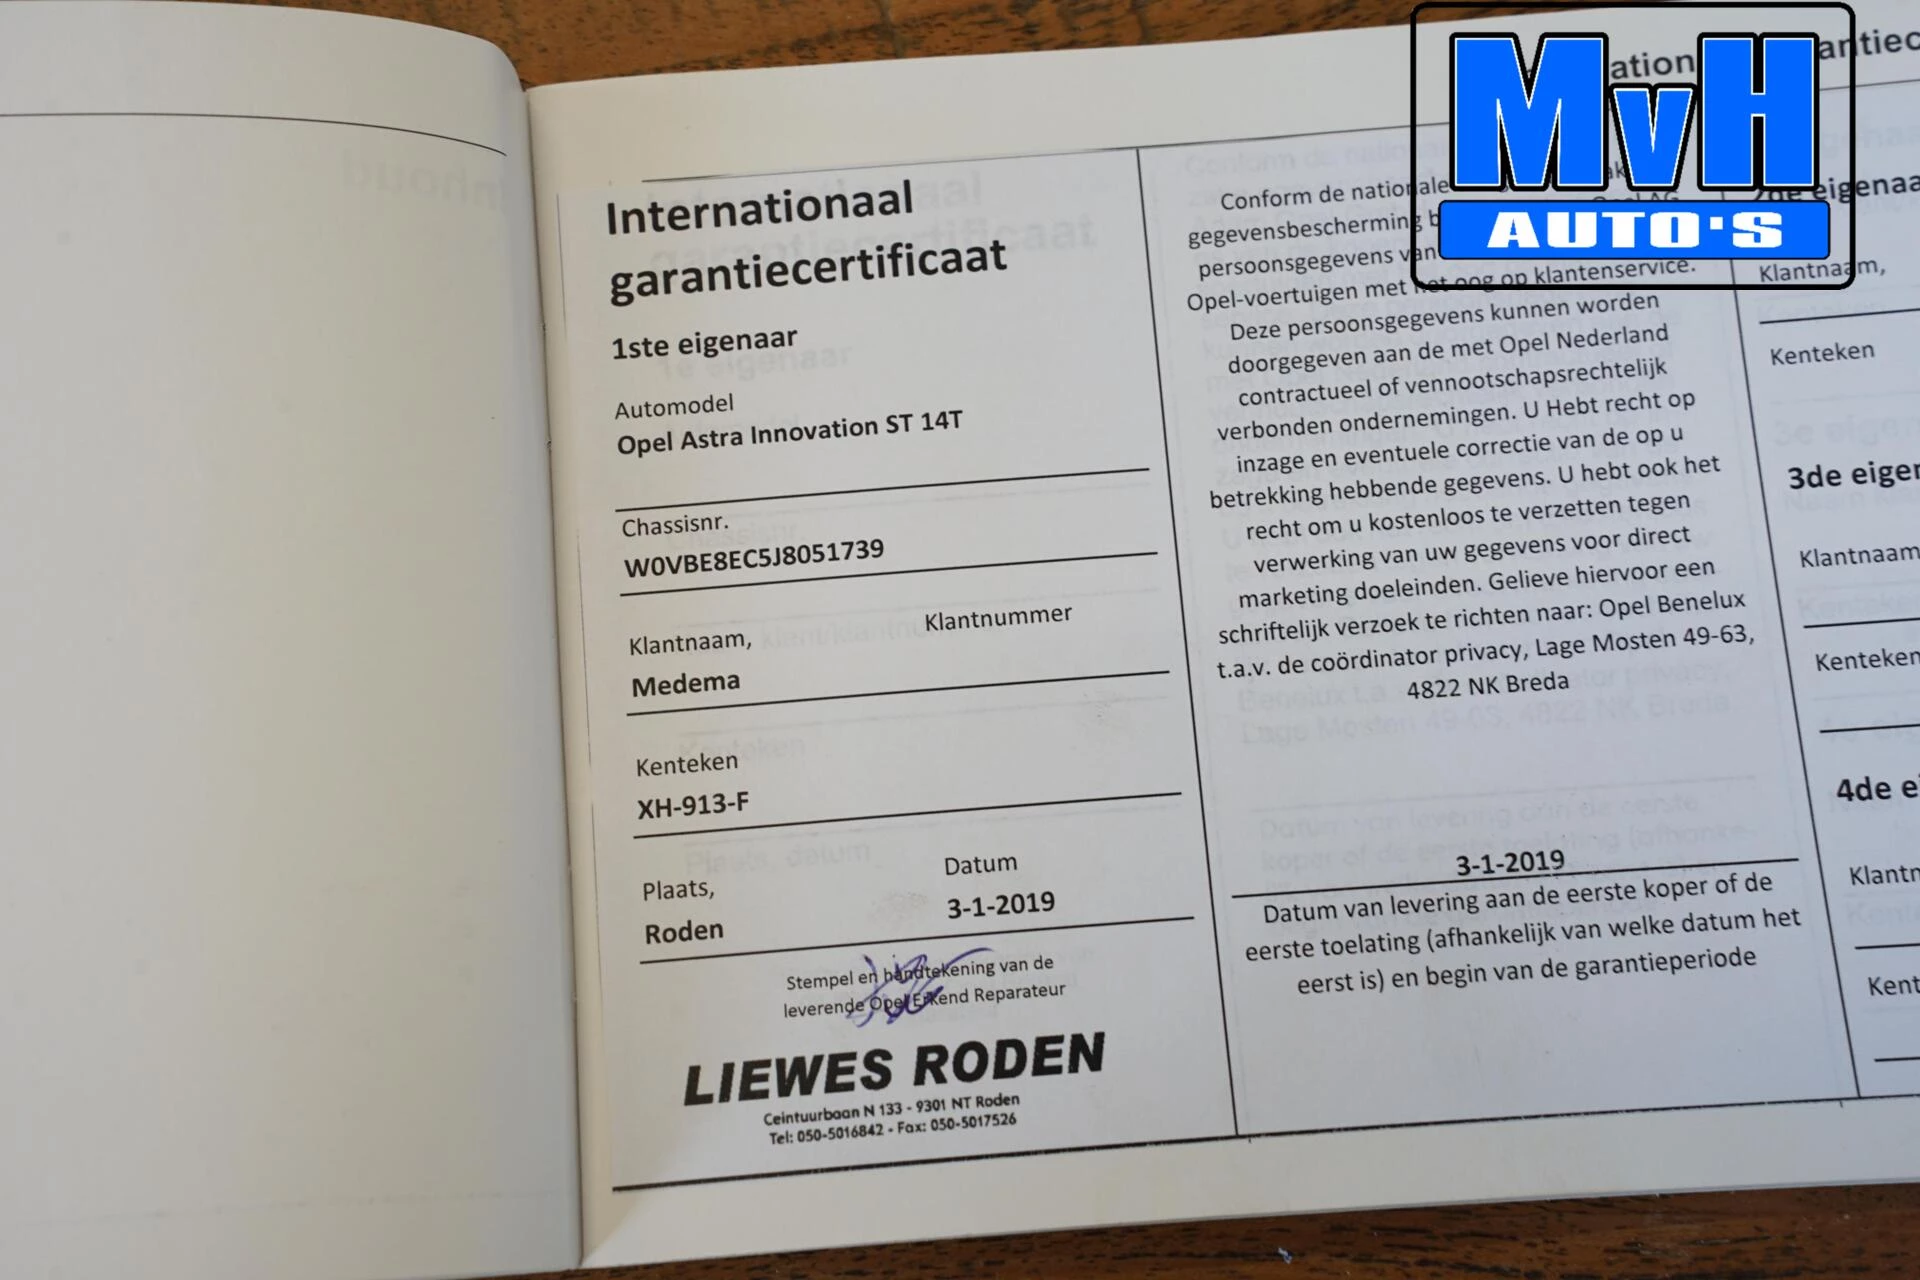 Internationaal
garantiecertificaat
1ste eigenaar
Automodel
Opel Astra Innovation ST 14T
Chassisnr.
W0VBE8EC5J8051739
Klantnaam, Klantnummer
Medema
Kenteken
XH-913-F
Plaats, Datum
Roden 3-1-2019
Stempel en handtekening van de
leverende Opel Erkend Reparateur
LIEWES RODEN
Ceintuurbaan N 133 - 9301 NT Roden
Tel: 050-5016842 - Fax: 050-5017526
Conform de nationale
gegevensbescherming
persoonsgegevens van
Opel-voertuigen met het oog op klantenservice.
Deze persoonsgegevens kunnen worden
doorgegeven aan de met Opel Nederland
contractueel of vennootschapsrechtelijk
verbonden ondernemingen. U Hebt recht op
inzage en eventuele correctie van de op u
betrekking hebbende gegevens. U hebt ook het
recht om u kostenloos te verzetten tegen
verwerking van uw gegevens voor direct
marketing doeleinden. Gelieve hiervoor een
schriftelijk verzoek te richten naar: Opel Benelux
t.a.v. de coördinator privacy, Lage Mosten 49-63,
4822 NK Breda
3-1-2019
Datum van levering aan de eerste koper of de
eerste toelating (afhankelijk van welke datum het
eerst is) en begin van de garantieperiode
MvH
AUTO'S
2de eigenaa
Klantnaam,
Kenteken
3de eigen
Klantnaam
Kenteken
4de e
Klantn
Kent